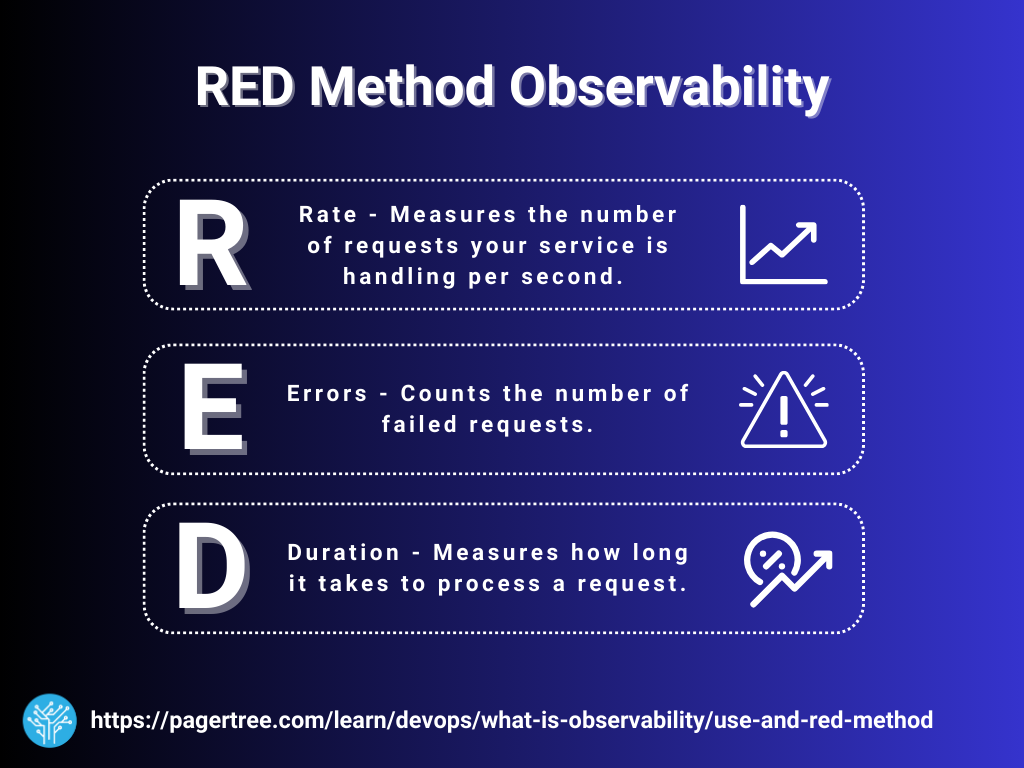 RED Method Observability
R
Rate - Measures the number
of requests your service is
handling per second.
E
Errors - Counts the number of
failed requests.
D
Duration - Measures how long
it takes to process a request.
https://pagertree.com/learn/devops/what-is-observability/use-and-red-method